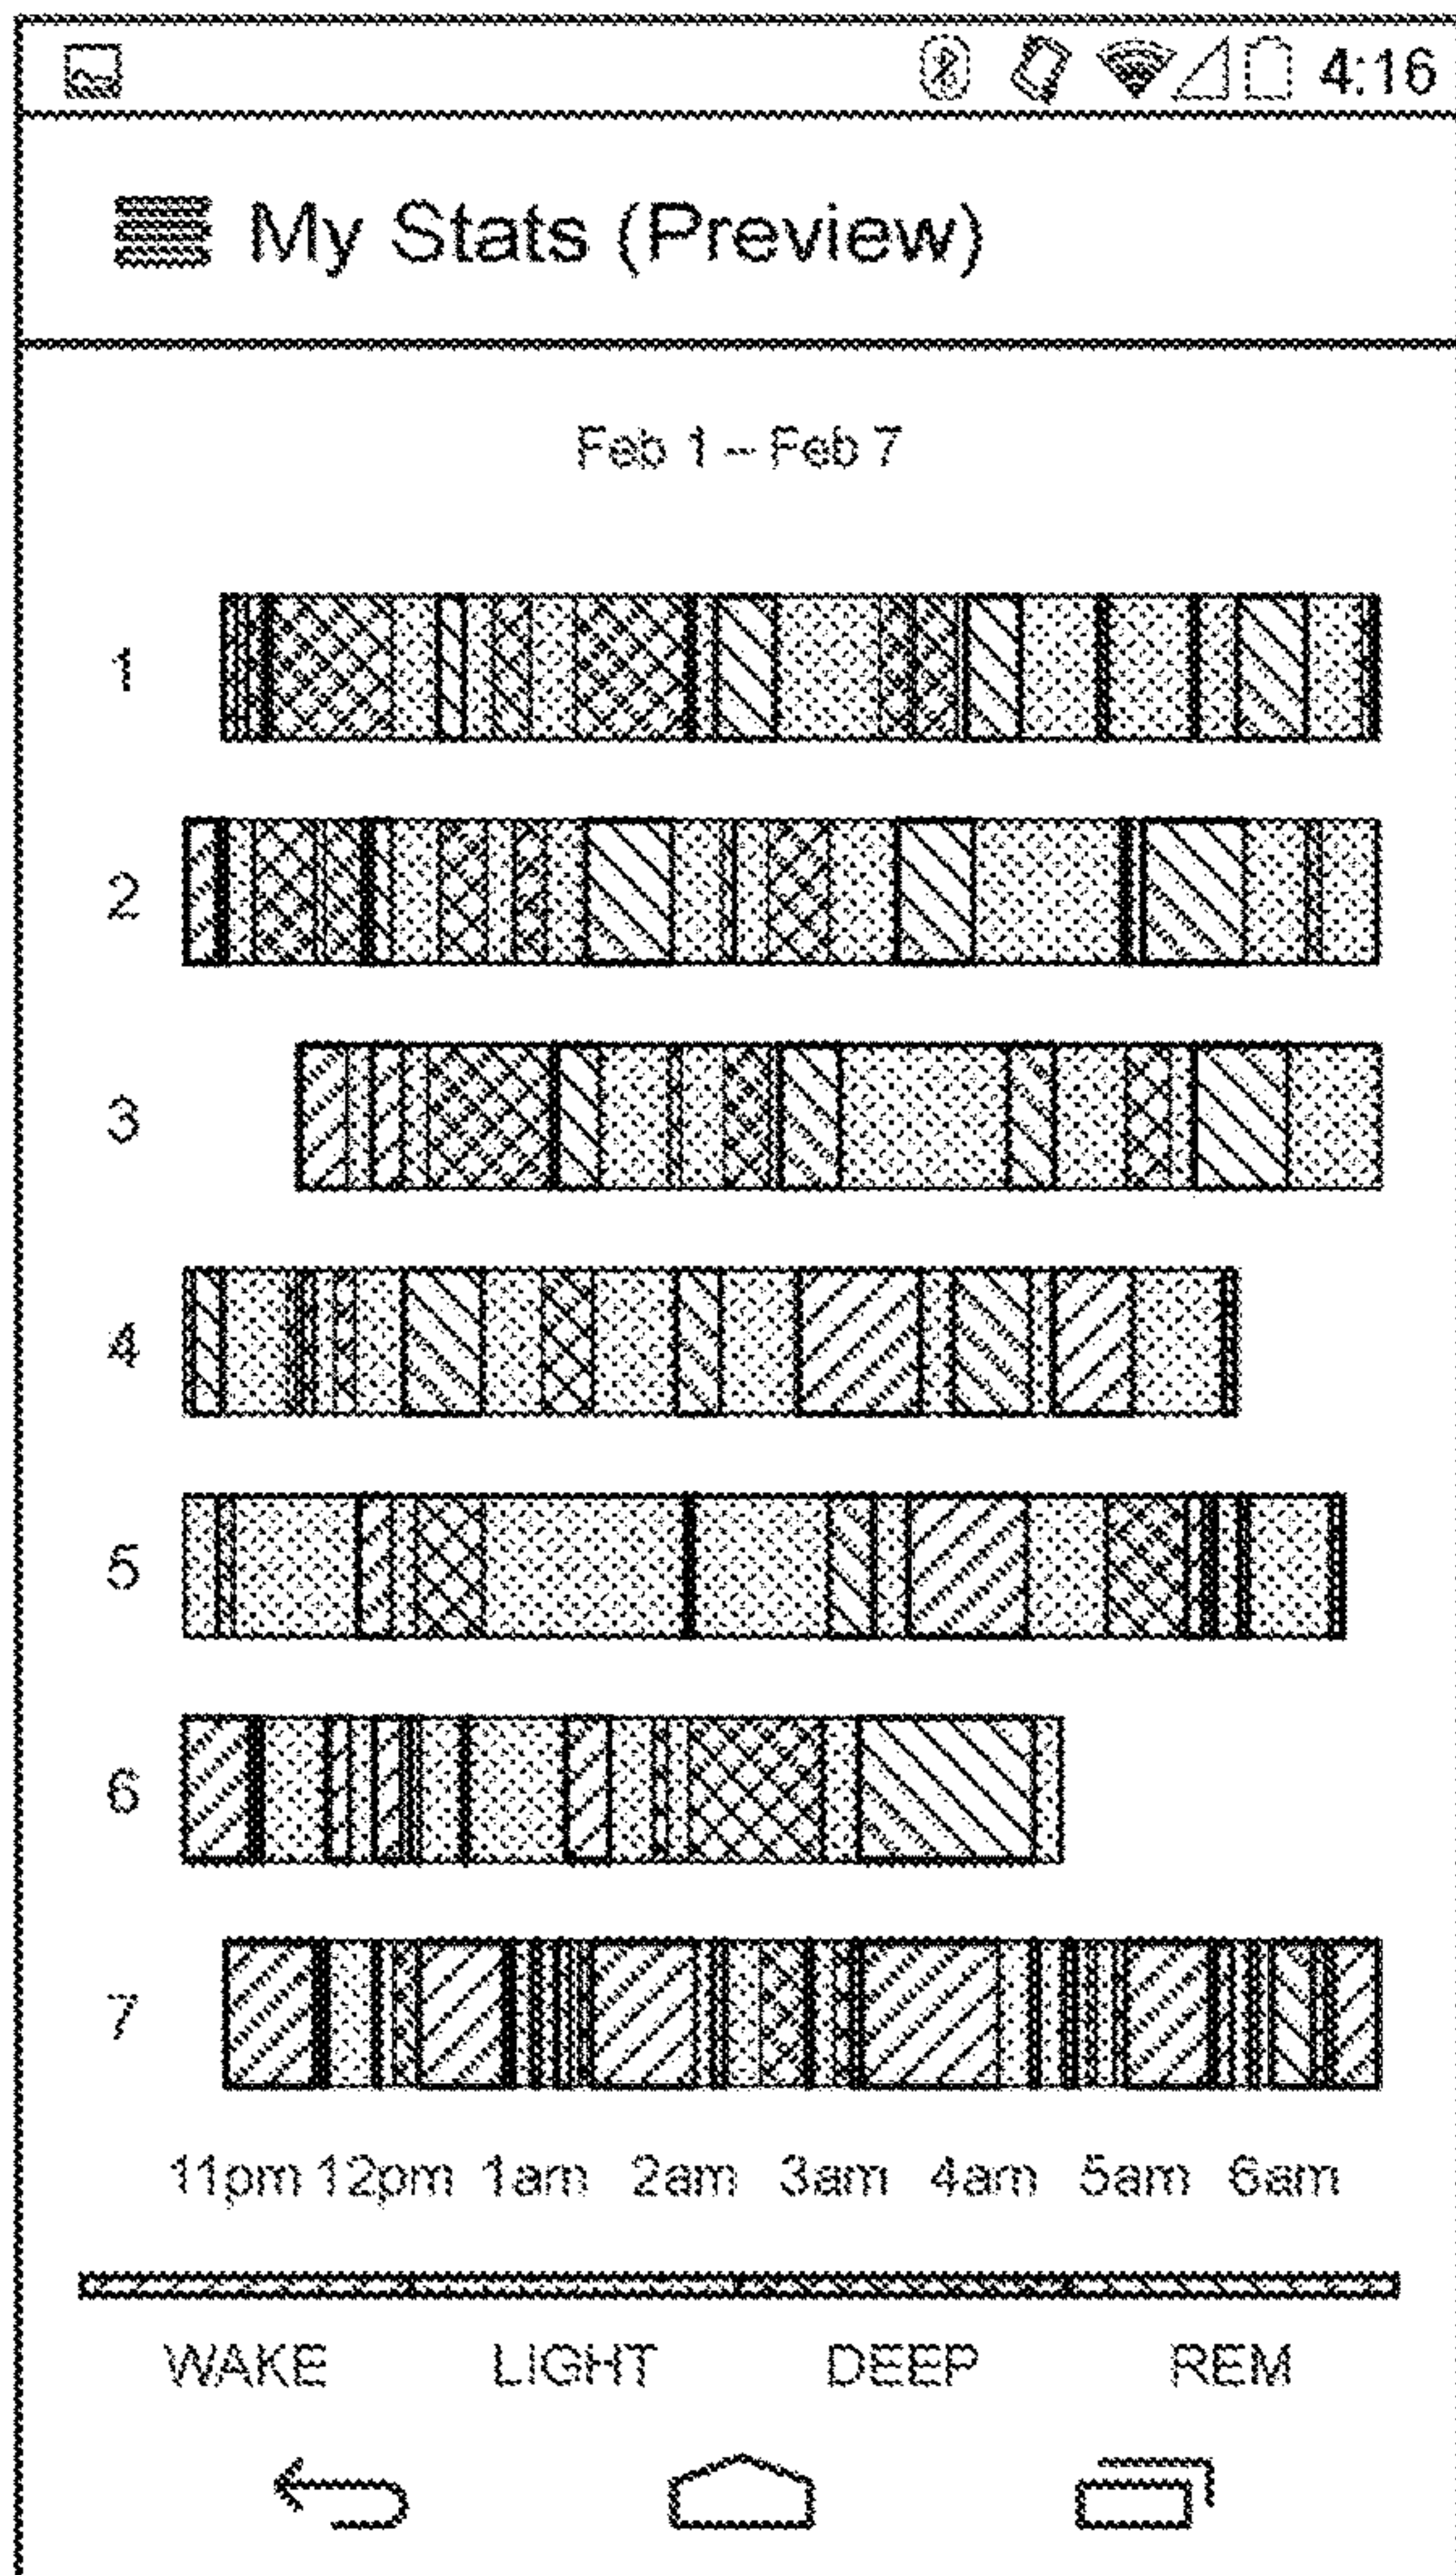 4:16
My Stats (Preview)
Feb 1 – Feb 7
1
2
3
4
5
6
7
11pm 12pm 1am 2am 3am 4am 5am 6am
WAKE LIGHT DEEP REM